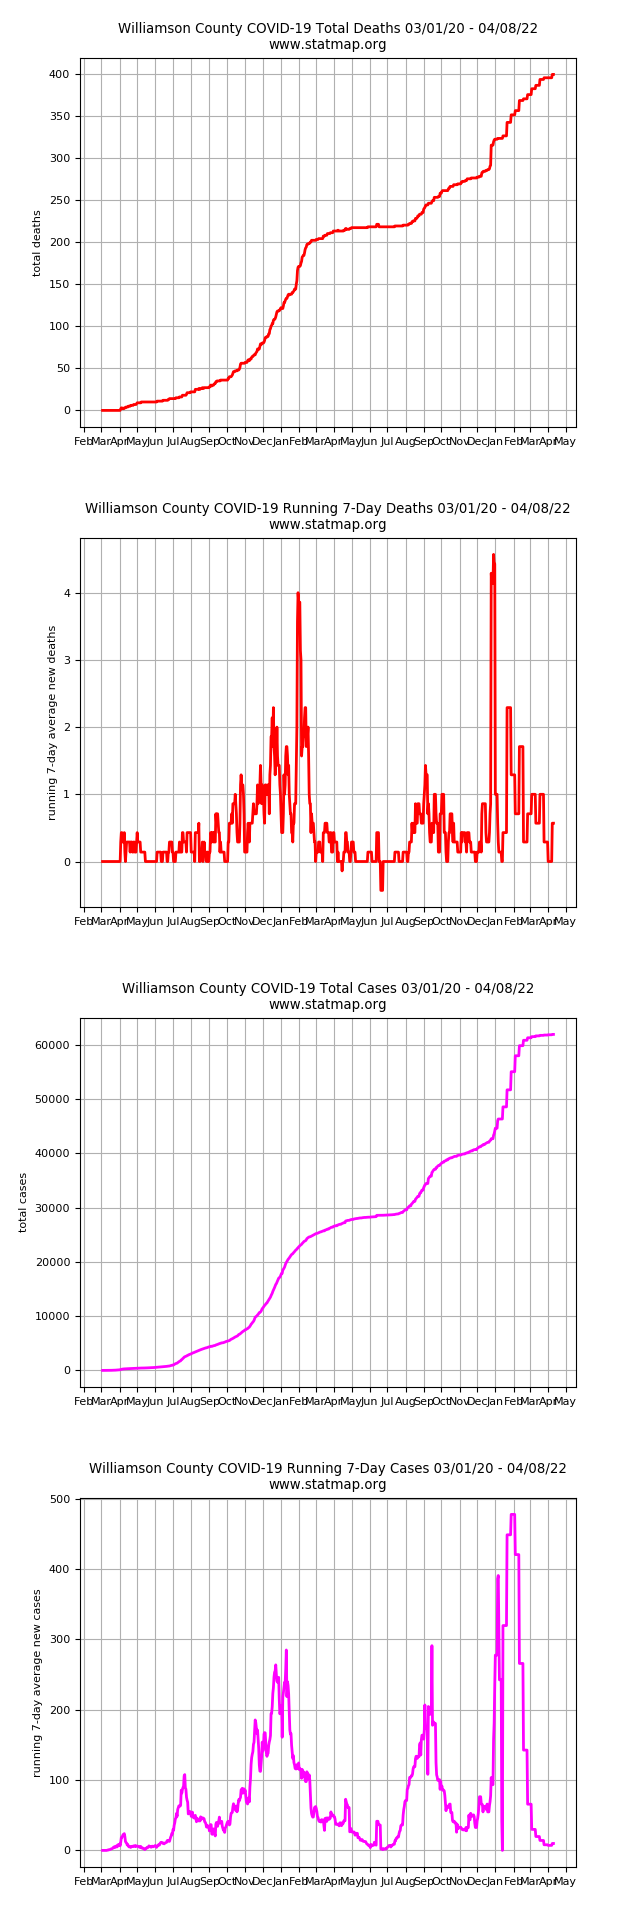 Williamson County COVID-19 Total Deaths 03/01/20 - 04/08/22
www.statmap.org
400
350
300
250
200
150
100
50
0
total deaths
Feb Mar Apr May Jun Jul Aug Sep Oct Nov Dec Jan Feb Mar Apr May Jun Jul Aug Sep Oct Nov Dec Jan Feb Mar Apr May
Williamson County COVID-19 Running 7-Day Deaths 03/01/20 - 04/08/22
www.statmap.org
4
3
2
1
0
running 7-day average new deaths
Feb Mar Apr May Jun Jul Aug Sep Oct Nov Dec Jan Feb Mar Apr May Jun Jul Aug Sep Oct Nov Dec Jan Feb Mar Apr May
Williamson County COVID-19 Total Cases 03/01/20 - 04/08/22
www.statmap.org
60000
50000
40000
30000
20000
10000
0
total cases
Feb Mar Apr May Jun Jul Aug Sep Oct Nov Dec Jan Feb Mar Apr May Jun Jul Aug Sep Oct Nov Dec Jan Feb Mar Apr May
Williamson County COVID-19 Running 7-Day Cases 03/01/20 - 04/08/22
www.statmap.org
500
400
300
200
100
0
running 7-day average new cases
Feb Mar Apr May Jun Jul Aug Sep Oct Nov Dec Jan Feb Mar Apr May Jun Jul Aug Sep Oct Nov Dec Jan Feb Mar Apr May